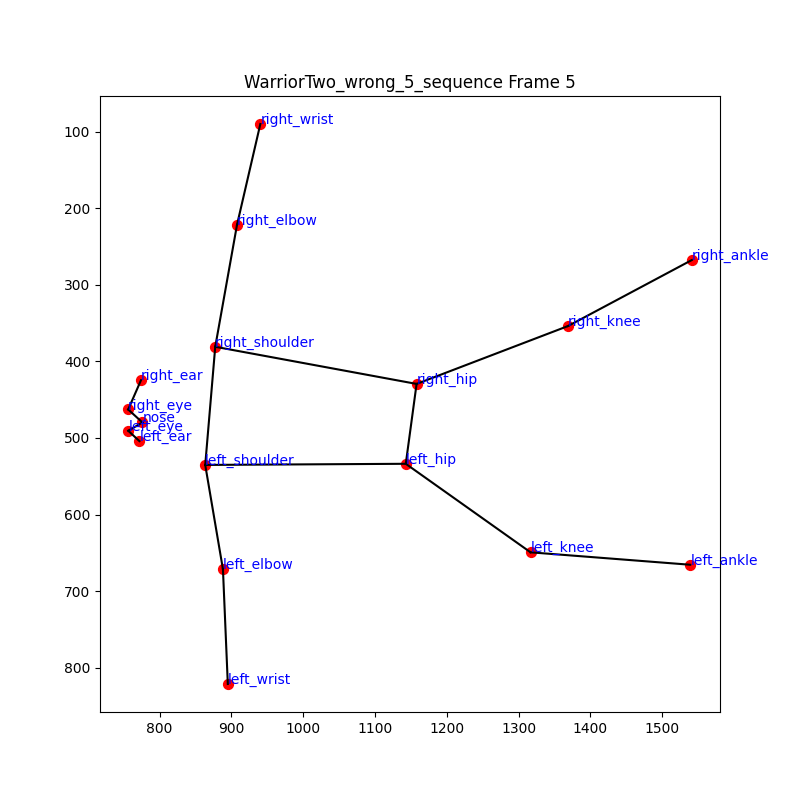 WarriorTwo_wrong_5_sequence Frame 5
100
200
300
400
500
600
700
800
800
900
1000
1100
1200
1300
1400
1500
right_wrist
right_elbow
right_ankle
right_knee
right_shoulder
right_ear
right_hip
right_eye
nose
left_eye
left_ear
left_shoulder
left_hip
left_knee
left_elbow
left_ankle
left_wrist